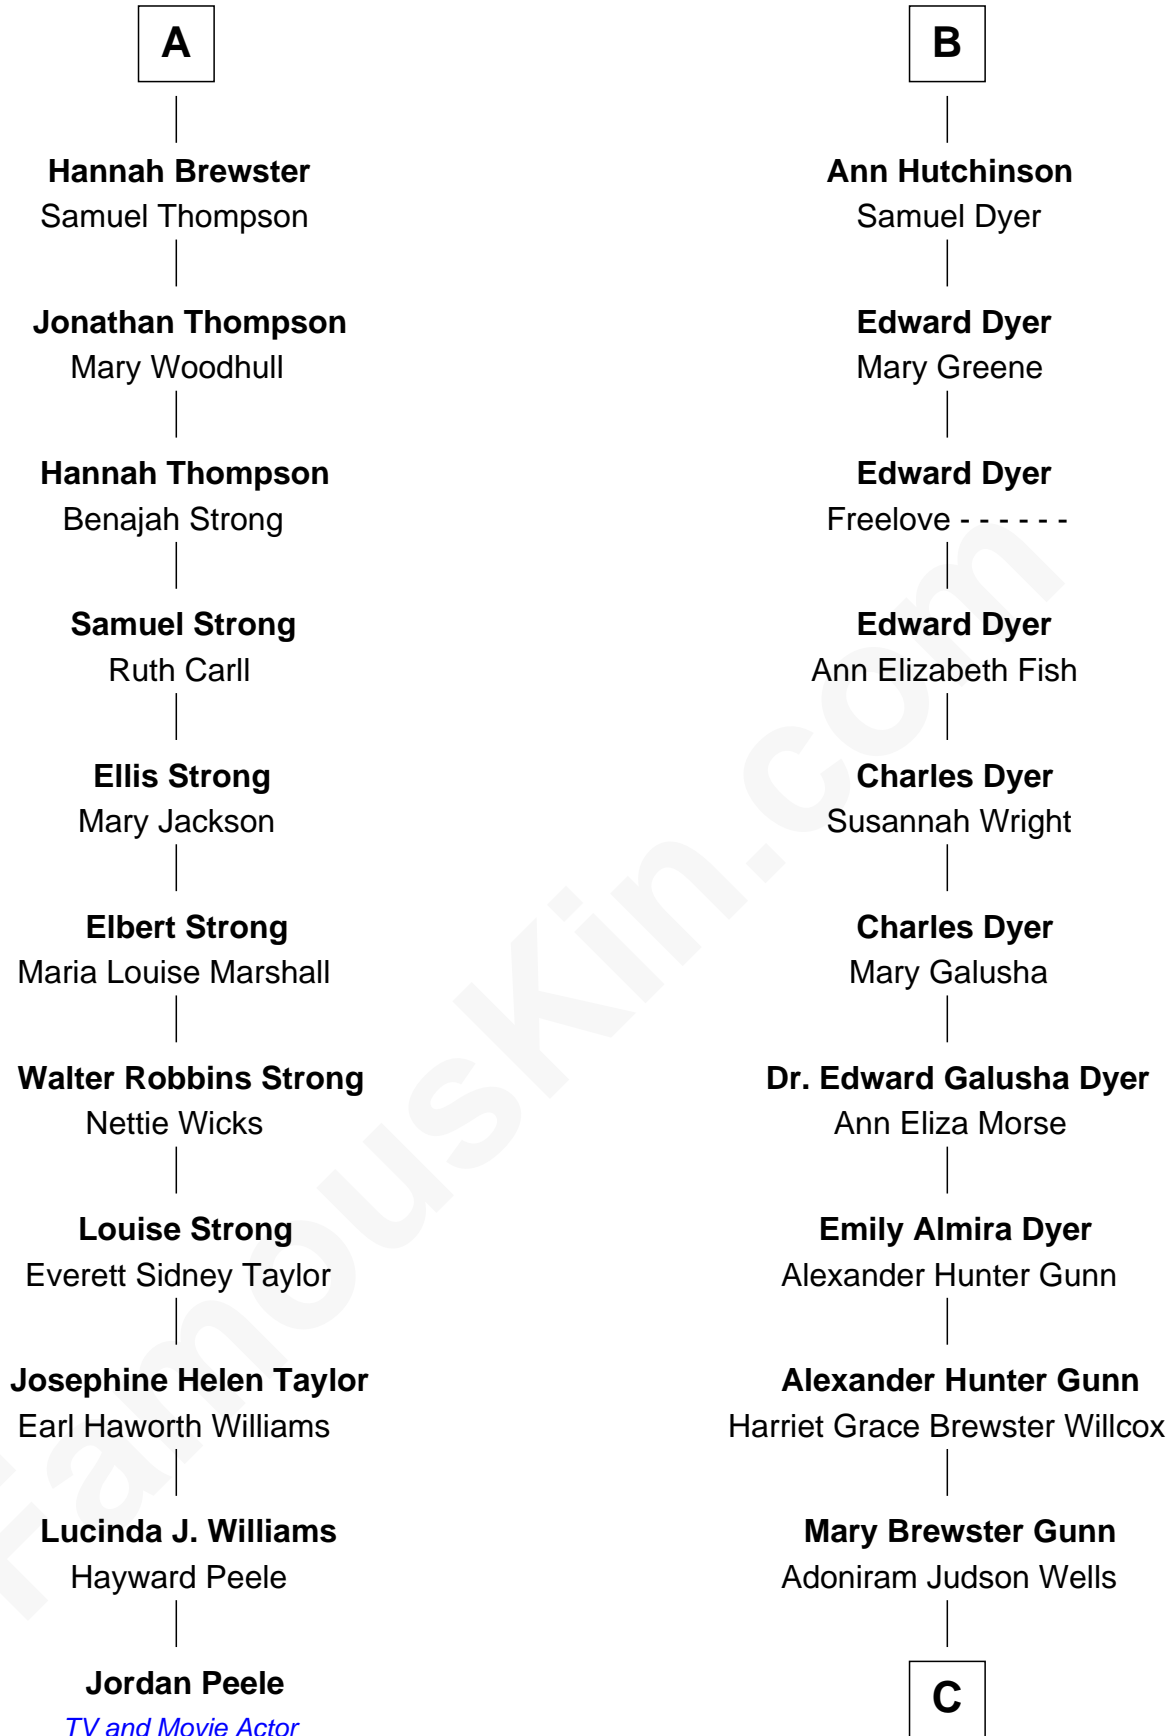 A
Hannah Brewster
Samuel Thompson
Jonathan Thompson
Mary Woodhull
Hannah Thompson
Benajah Strong
Samuel Strong
Ruth Carll
Ellis Strong
Mary Jackson
Elbert Strong
Maria Louise Marshall
Walter Robbins Strong
Nettie Wicks
Louise Strong
Everett Sidney Taylor
Josephine Helen Taylor
Earl Haworth Williams
Lucinda J. Williams
Hayward Peele
Jordan Peele
TV and Movie Actor
B
Ann Hutchinson
Samuel Dyer
Edward Dyer
Mary Greene
Edward Dyer
Freelove - - - - - -
Edward Dyer
Ann Elizabeth Fish
Charles Dyer
Susannah Wright
Charles Dyer
Mary Galusha
Dr. Edward Galusha Dyer
Ann Eliza Morse
Emily Almira Dyer
Alexander Hunter Gunn
Alexander Hunter Gunn
Harriet Grace Brewster Willcox
Mary Brewster Gunn
Adoniram Judson Wells
C
FamousKin.com